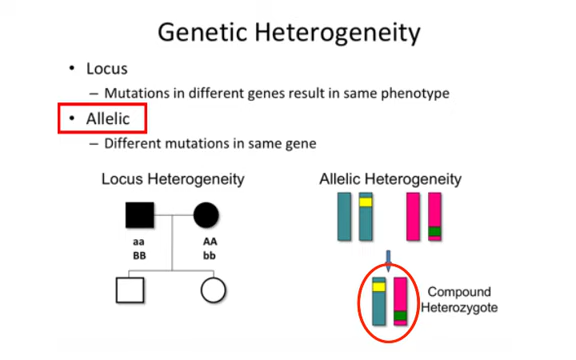 Genetic Heterogeneity
• Locus
– Mutations in different genes result in same phenotype
• Allelic
– Different mutations in same gene
Locus Heterogeneity
aa
BB
AA
bb
Allelic Heterogeneity
Compound
Heterozygote